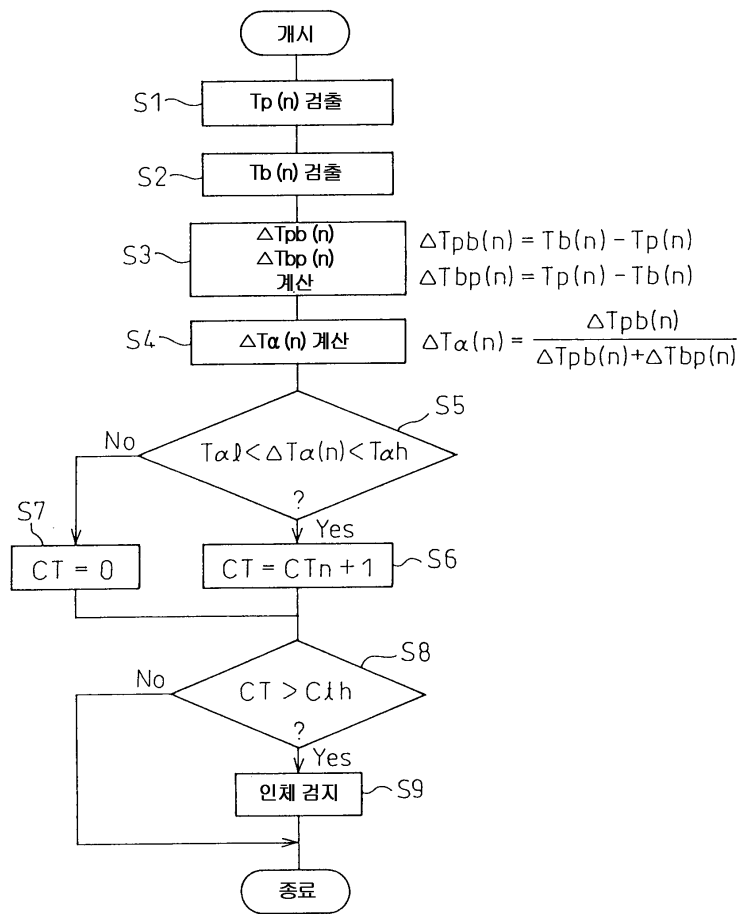 개시
S1
Tp(n) 검출
S2
Tb(n) 검출
S3
△Tpb(n)
△Tbp(n)
계산
△Tpb(n) = Tb(n) - Tp(n)
△Tbp(n) = Tp(n) - Tb(n)
S4
△Tα(n) 계산
△Tα(n) = △Tpb(n) / △Tpb(n)+△Tbp(n)
S5
Tαl<△Tα(n)<Tαh
?
No
Yes
S7
CT = 0
CT = CTn + 1
S6
S8
CT > Cth
?
No
Yes
인체 검지
S9
종료